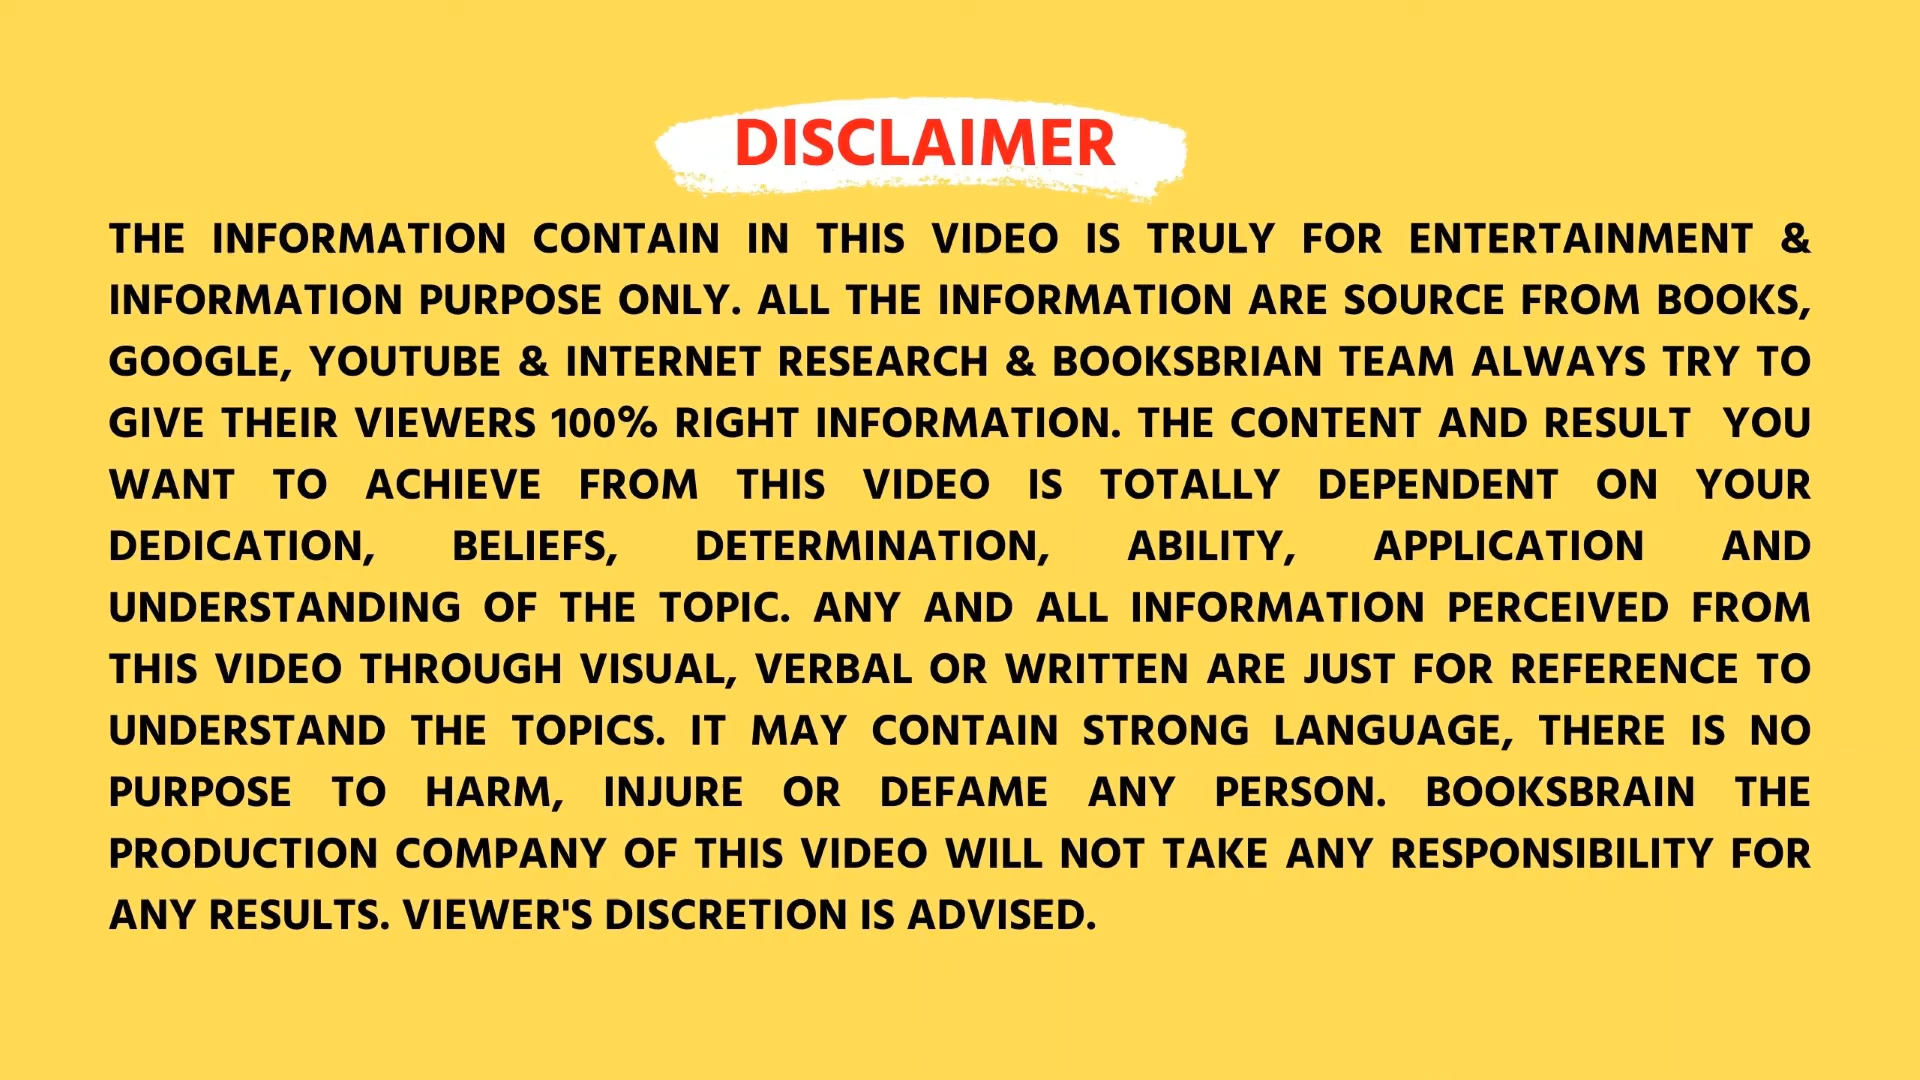 DISCLAIMER
THE INFORMATION CONTAIN IN THIS VIDEO IS TRULY FOR ENTERTAINMENT &
INFORMATION PURPOSE ONLY. ALL THE INFORMATION ARE SOURCE FROM BOOKS,
GOOGLE, YOUTUBE & INTERNET RESEARCH & BOOKSBRIAN TEAM ALWAYS TRY TO
GIVE THEIR VIEWERS 100% RIGHT INFORMATION. THE CONTENT AND RESULT YOU
WANT TO ACHIEVE FROM THIS VIDEO IS TOTALLY DEPENDENT ON YOUR
DEDICATION, BELIEFS, DETERMINATION, ABILITY, APPLICATION AND
UNDERSTANDING OF THE TOPIC. ANY AND ALL INFORMATION PERCEIVED FROM
THIS VIDEO THROUGH VISUAL, VERBAL OR WRITTEN ARE JUST FOR REFERENCE TO
UNDERSTAND THE TOPICS. IT MAY CONTAIN STRONG LANGUAGE, THERE IS NO
PURPOSE TO HARM, INJURE OR DEFAME ANY PERSON. BOOKSBRAIN THE
PRODUCTION COMPANY OF THIS VIDEO WILL NOT TAKE ANY RESPONSIBILITY FOR
ANY RESULTS. VIEWER'S DISCRETION IS ADVISED.